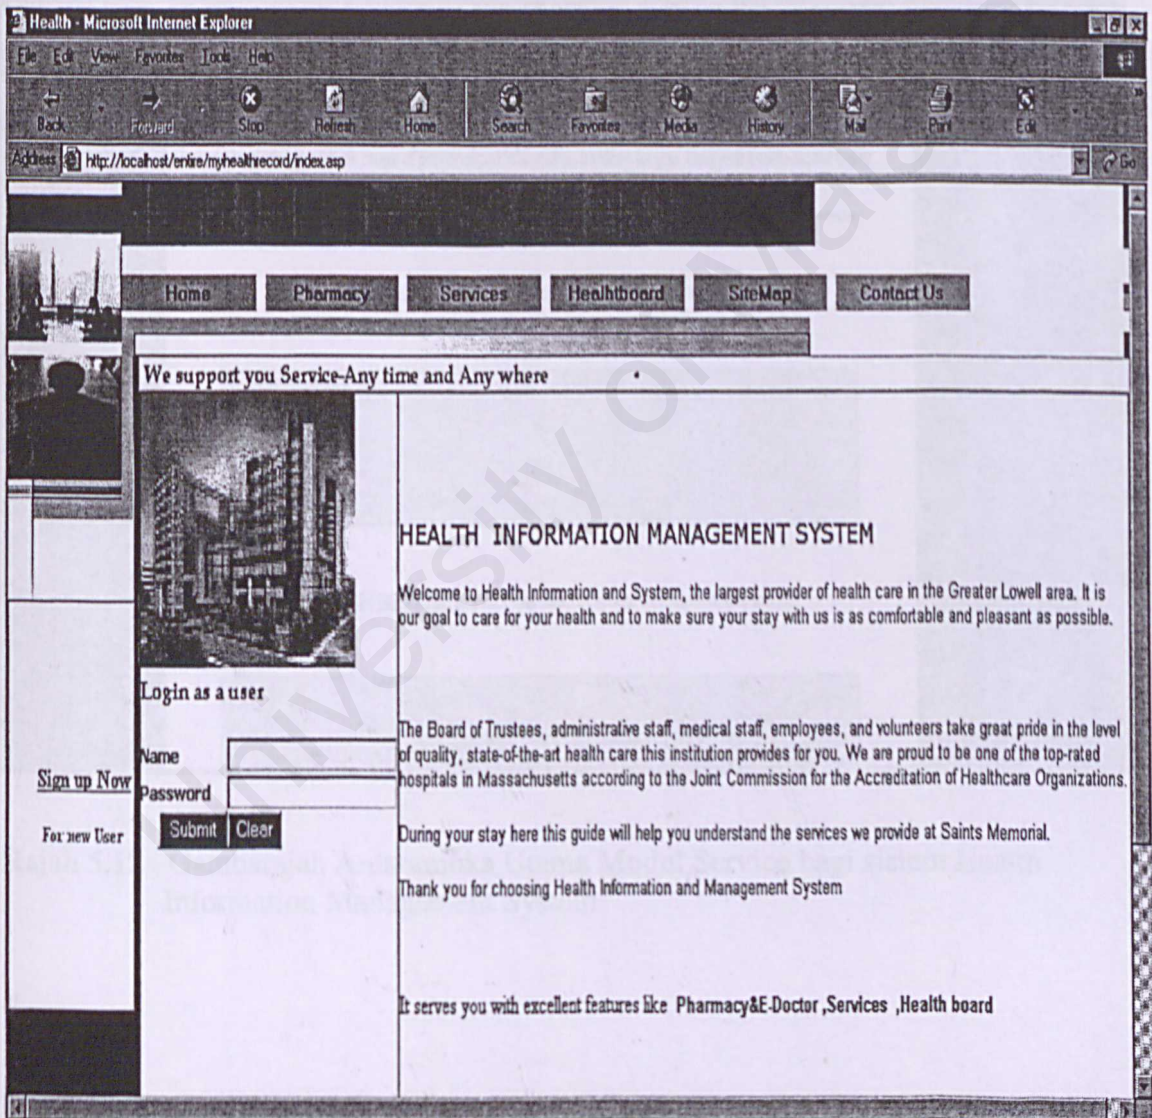 Health - Microsoft Internet Explorer
File Edit View Favorites Tools Help
Back Forward Stop Refresh Home Search Favorites Media History Mail Print Edit
Address http://localhost/entire/myhealthrecord/index.asp Go
Home Pharmacy Services Healhtboard SiteMap Contact Us
We support you Service-Any time and Any where
HEALTH INFORMATION MANAGEMENT SYSTEM
Welcome to Health Information and System, the largest provider of health care in the Greater Lowell area. It is
our goal to care for your health and to make sure your stay with us is as comfortable and pleasant as possible.
Login as a user
Name
Password
Submit Clear
Sign up Now
For new User
The Board of Trustees, administrative staff, medical staff, employees, and volunteers take great pride in the level
of quality, state-of-the-art health care this institution provides for you. We are proud to be one of the top-rated
hospitals in Massachusetts according to the Joint Commission for the Accreditation of Healthcare Organizations.
During your stay here this guide will help you understand the services we provide at Saints Memorial.
Thank you for choosing Health Information and Management System
It serves you with excellent features like Pharmacy&E-Doctor ,Services ,Health board
University of Mala